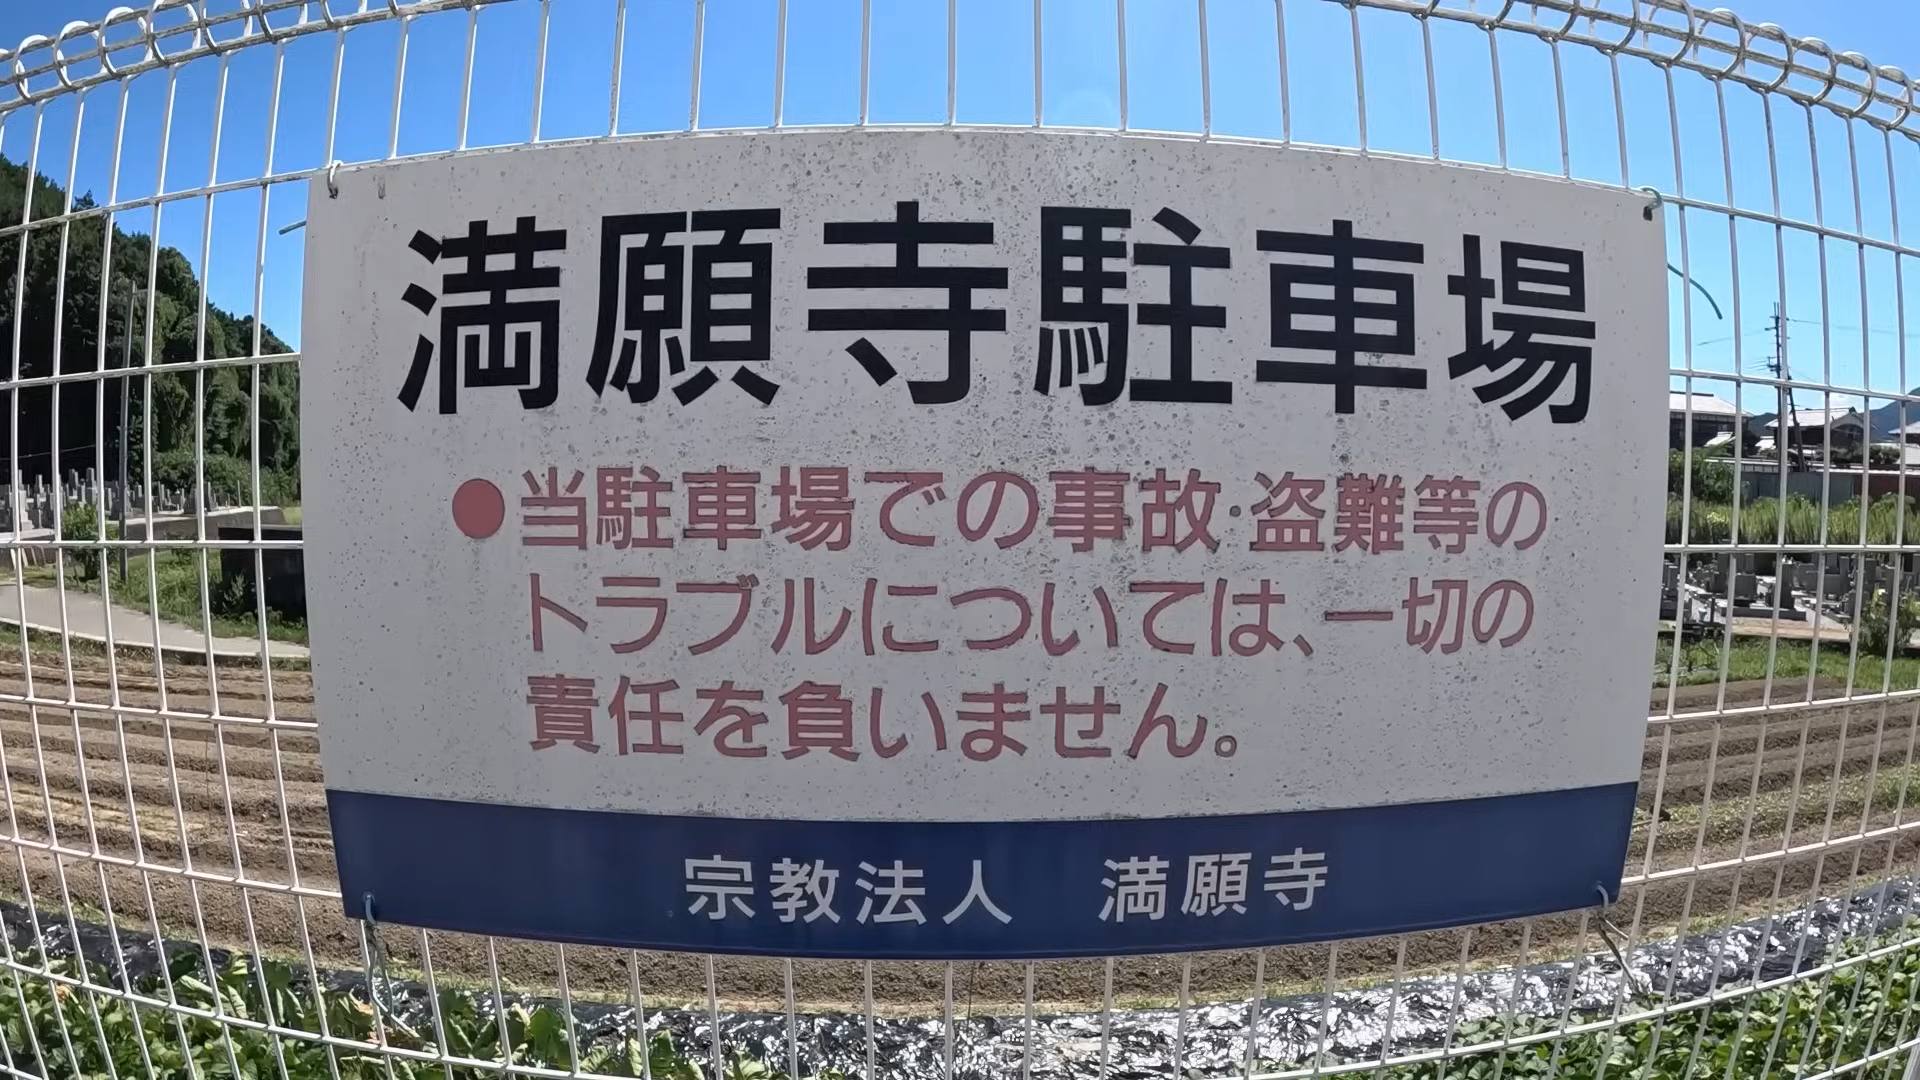 満願寺駐車場
●当駐車場での事故・盗難等の
トラブルについては、一切の
責任を負いません。
宗教法人　満願寺